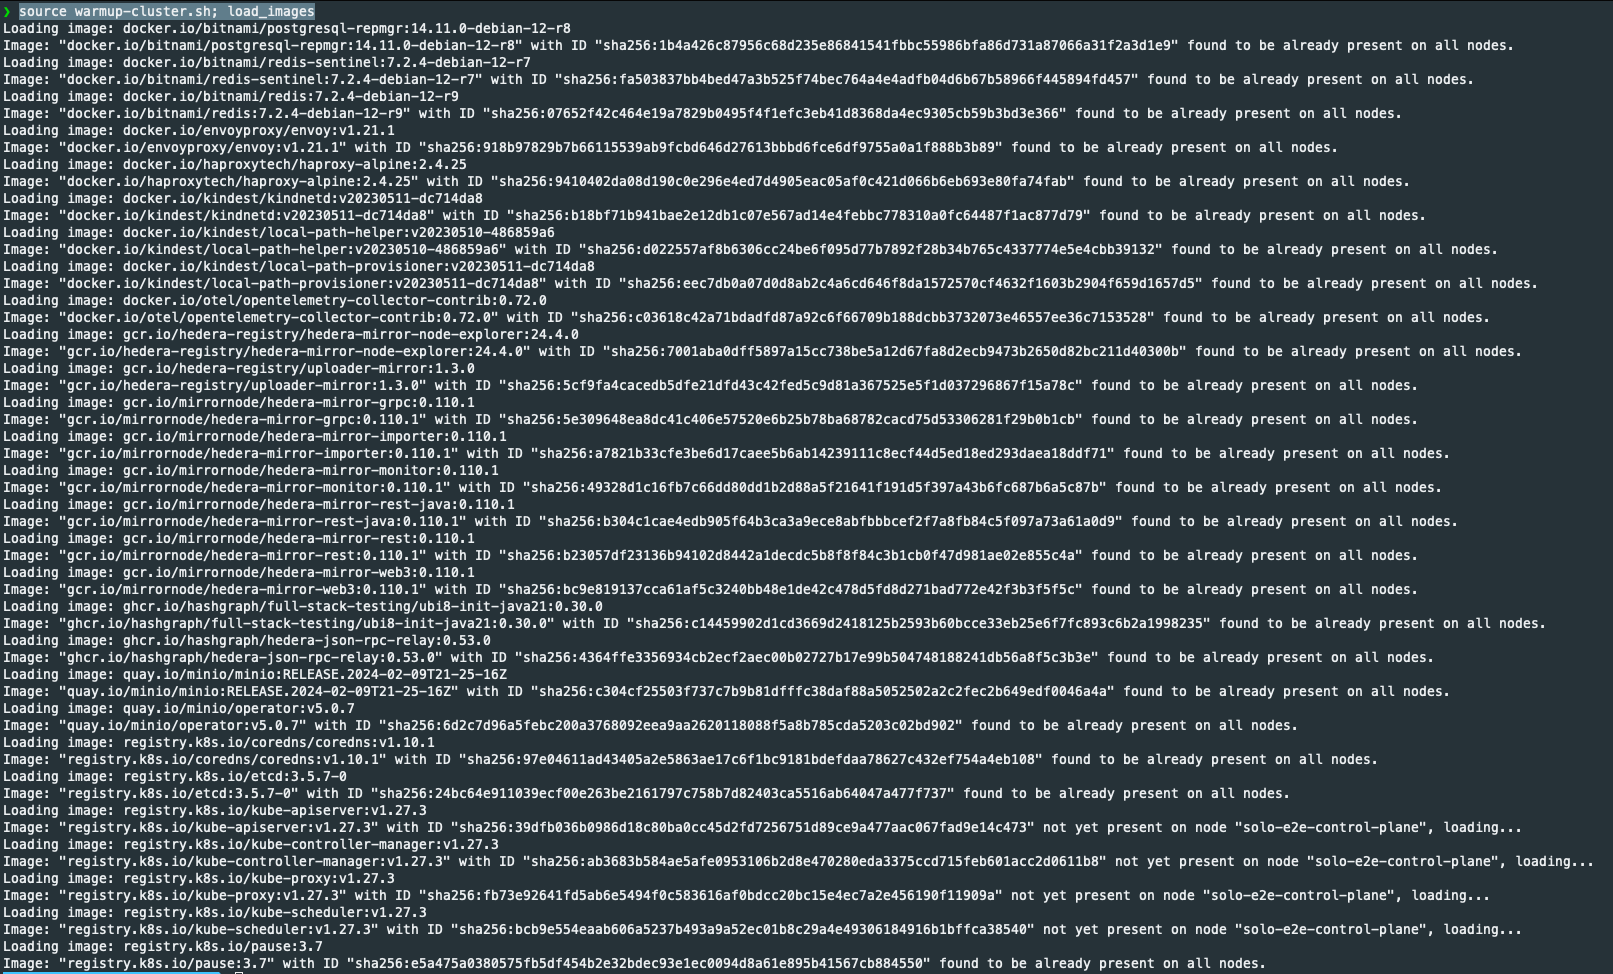 ❯ source warmup-cluster.sh; load_images
Loading image: docker.io/bitnami/postgresql-repmgr:14.11.0-debian-12-r8
Image: "docker.io/bitnami/postgresql-repmgr:14.11.0-debian-12-r8" with ID "sha256:1b4a426c87956c68d235e86841541fbbc55986bfa86d731a87066a31f2a3d1e9" found to be already present on all nodes.
Loading image: docker.io/bitnami/redis-sentinel:7.2.4-debian-12-r7
Image: "docker.io/bitnami/redis-sentinel:7.2.4-debian-12-r7" with ID "sha256:fa503837bb4bed47a3b525f74bec764a4e4adfb04d6b67b58966f445894fd457" found to be already present on all nodes.
Loading image: docker.io/bitnami/redis:7.2.4-debian-12-r9
Image: "docker.io/bitnami/redis:7.2.4-debian-12-r9" with ID "sha256:07652f42c464e19a7829b0495f4f1efc3eb41d8368da4ec9305cb59b3bd3e366" found to be already present on all nodes.
Loading image: docker.io/envoyproxy/envoy:v1.21.1
Image: "docker.io/envoyproxy/envoy:v1.21.1" with ID "sha256:918b97829b7b66115539ab9fcbd646d27613bbbd6fce6df9755a0a1f888b3b89" found to be already present on all nodes.
Loading image: docker.io/haproxytech/haproxy-alpine:2.4.25
Image: "docker.io/haproxytech/haproxy-alpine:2.4.25" with ID "sha256:9410402da08d190c0e296e4ed7d4905eac05af0c421d066b6eb693e80fa74fab" found to be already present on all nodes.
Loading image: docker.io/kindest/kindnetd:v20230511-dc714da8
Image: "docker.io/kindest/kindnetd:v20230511-dc714da8" with ID "sha256:b18bf71b941bae2e12db1c07e567ad14e4febbc778310a0fc64487f1ac877d79" found to be already present on all nodes.
Loading image: docker.io/kindest/local-path-helper:v20230510-486859a6
Image: "docker.io/kindest/local-path-helper:v20230510-486859a6" with ID "sha256:d022557af8b6306cc24be6f095d77b7892f28b34b765c4337774e5e4cbb39132" found to be already present on all nodes.
Loading image: docker.io/kindest/local-path-provisioner:v20230511-dc714da8
Image: "docker.io/kindest/local-path-provisioner:v20230511-dc714da8" with ID "sha256:eec7db0a07d0d8ab2c4a6cd646f8da1572570cf4632f1603b2904f659d1657d5" found to be already present on all nodes.
Loading image: docker.io/otel/opentelemetry-collector-contrib:0.72.0
Image: "docker.io/otel/opentelemetry-collector-contrib:0.72.0" with ID "sha256:c03618c42a71bdadfd87a92c6f66709b188dcbb3732073e46557ee36c7153528" found to be already present on all nodes.
Loading image: gcr.io/hedera-registry/hedera-mirror-node-explorer:24.4.0
Image: "gcr.io/hedera-registry/hedera-mirror-node-explorer:24.4.0" with ID "sha256:7001aba0dff5897a15cc738be5a12d67fa8d2ecb9473b2650d82bc211d40300b" found to be already present on all nodes.
Loading image: gcr.io/hedera-registry/uploader-mirror:1.3.0
Image: "gcr.io/hedera-registry/uploader-mirror:1.3.0" with ID "sha256:5cf9fa4cacedb5dfe21dfd43c42fed5c9d81a367525e5f1d037296867f15a78c" found to be already present on all nodes.
Loading image: gcr.io/mirrornode/hedera-mirror-grpc:0.110.1
Image: "gcr.io/mirrornode/hedera-mirror-grpc:0.110.1" with ID "sha256:5e309648ea8dc41c406e57520e6b25b78ba68782cacd75d53306281f29b0b1cb" found to be already present on all nodes.
Loading image: gcr.io/mirrornode/hedera-mirror-importer:0.110.1
Image: "gcr.io/mirrornode/hedera-mirror-importer:0.110.1" with ID "sha256:a7821b33cfe3be6d17caee5b6ab14239111c8ecf44d5ed18ed293daea18ddf71" found to be already present on all nodes.
Loading image: gcr.io/mirrornode/hedera-mirror-monitor:0.110.1
Image: "gcr.io/mirrornode/hedera-mirror-monitor:0.110.1" with ID "sha256:49328d1c16fb7c66dd80dd1b2d88a5f21641f191d5f397a43b6fc687b6a5c87b" found to be already present on all nodes.
Loading image: gcr.io/mirrornode/hedera-mirror-rest-java:0.110.1
Image: "gcr.io/mirrornode/hedera-mirror-rest-java:0.110.1" with ID "sha256:b304c1cae4edb905f64b3ca3a9ece8abfbbbcef2f7a8fb84c5f097a73a61a0d9" found to be already present on all nodes.
Loading image: gcr.io/mirrornode/hedera-mirror-rest:0.110.1
Image: "gcr.io/mirrornode/hedera-mirror-rest:0.110.1" with ID "sha256:b23057df23136b94102d8442a1decdc5b8f8f84c3b1cb0f47d981ae02e855c4a" found to be already present on all nodes.
Loading image: gcr.io/mirrornode/hedera-mirror-web3:0.110.1
Image: "gcr.io/mirrornode/hedera-mirror-web3:0.110.1" with ID "sha256:bc9e819137cca61af5c3240bb48e1de42c478d5fd8d271bad772e42f3b3f5f5c" found to be already present on all nodes.
Loading image: ghcr.io/hashgraph/full-stack-testing/ubi8-init-java21:0.30.0
Image: "ghcr.io/hashgraph/full-stack-testing/ubi8-init-java21:0.30.0" with ID "sha256:c14459902d1cd3669d2418125b2593b60bcce33eb25e6f7fc893c6b2a1998235" found to be already present on all nodes.
Loading image: ghcr.io/hashgraph/hedera-json-rpc-relay:0.53.0
Image: "ghcr.io/hashgraph/hedera-json-rpc-relay:0.53.0" with ID "sha256:4364ffe3356934cb2ecf2aec00b02727b17e99b504748188241db56a8f5c3b3e" found to be already present on all nodes.
Loading image: quay.io/minio/minio:RELEASE.2024-02-09T21-25-16Z
Image: "quay.io/minio/minio:RELEASE.2024-02-09T21-25-16Z" with ID "sha256:c304cf25503f737c7b9b81dfffc38daf88a5052502a2c2fec2b649edf0046a4a" found to be already present on all nodes.
Loading image: quay.io/minio/operator:v5.0.7
Image: "quay.io/minio/operator:v5.0.7" with ID "sha256:6d2c7d96a5febc200a3768092eea9aa2620118088f5a8b785cda5203c02bd902" found to be already present on all nodes.
Loading image: registry.k8s.io/coredns/coredns:v1.10.1
Image: "registry.k8s.io/coredns/coredns:v1.10.1" with ID "sha256:97e04611ad43405a2e5863ae17c6f1bc9181bdefdaa78627c432ef754a4eb108" found to be already present on all nodes.
Loading image: registry.k8s.io/etcd:3.5.7-0
Image: "registry.k8s.io/etcd:3.5.7-0" with ID "sha256:24bc64e911039ecf00e263be2161797c758b7d82403ca5516ab64047a477f737" found to be already present on all nodes.
Loading image: registry.k8s.io/kube-apiserver:v1.27.3
Image: "registry.k8s.io/kube-apiserver:v1.27.3" with ID "sha256:39dfb036b0986d18c80ba0cc45d2fd7256751d89ce9a477aac067fad9e14c473" not yet present on node "solo-e2e-control-plane", loading...
Loading image: registry.k8s.io/kube-controller-manager:v1.27.3
Image: "registry.k8s.io/kube-controller-manager:v1.27.3" with ID "sha256:ab3683b584ae5afe0953106b2d8e470280eda3375ccd715feb601acc2d0611b8" not yet present on node "solo-e2e-control-plane", loading...
Loading image: registry.k8s.io/kube-proxy:v1.27.3
Image: "registry.k8s.io/kube-proxy:v1.27.3" with ID "sha256:fb73e92641fd5ab6e5494f0c583616af0bdcc20bc15e4ec7a2e456190f11909a" not yet present on node "solo-e2e-control-plane", loading...
Loading image: registry.k8s.io/kube-scheduler:v1.27.3
Image: "registry.k8s.io/kube-scheduler:v1.27.3" with ID "sha256:bcb9e554eaab606a5237b493a9a52ec01b8c29a4e49306184916b1bffca38540" not yet present on node "solo-e2e-control-plane", loading...
Loading image: registry.k8s.io/pause:3.7
Image: "registry.k8s.io/pause:3.7" with ID "sha256:e5a475a0380575fb5df454b2e32bdec93e1ec0094d8a61e895b41567cb884550" found to be already present on all nodes.